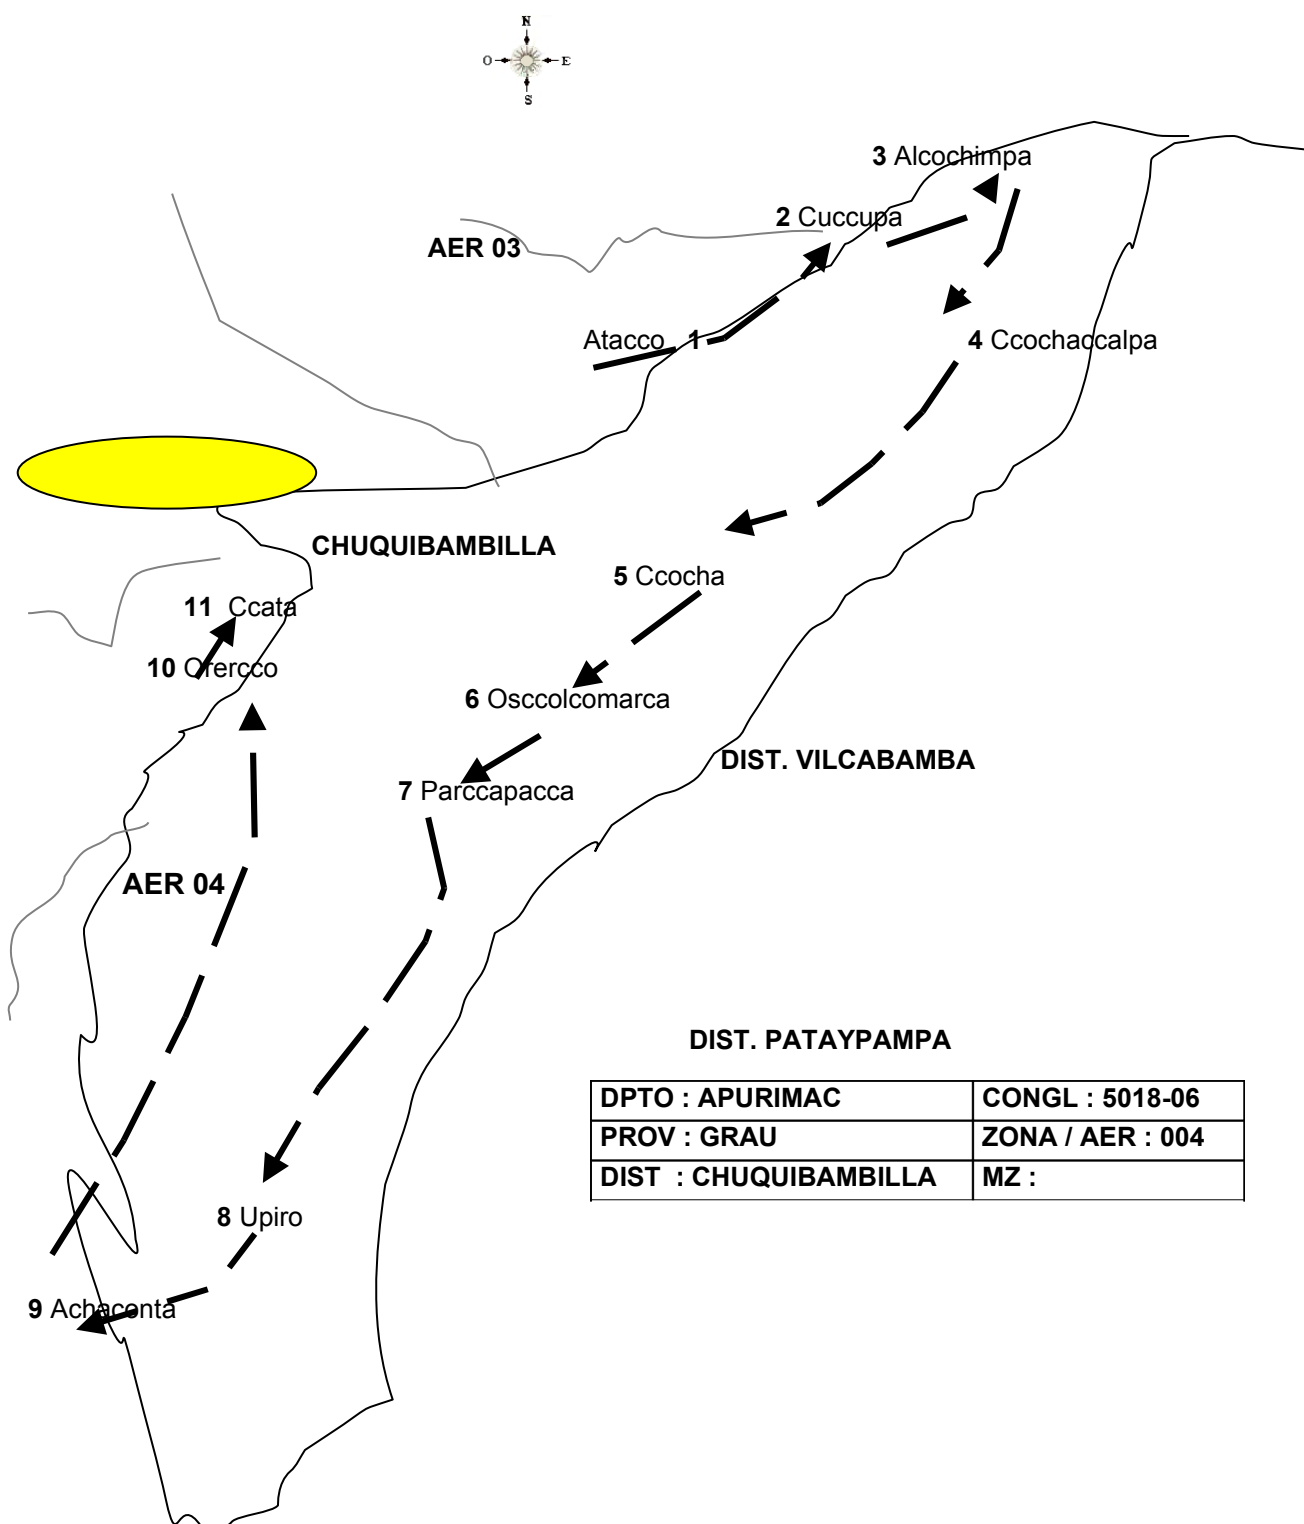 N
O E
S
3 Alcochimpa
2 Cuccupa
AER 03
Atacco 1
4 Ccochaccalpa
CHUQUIBAMBILLA
5 Ccocha
11 Ccata
10 Orercco
6 Osccolcomarca
DIST. VILCABAMBA
7 Parccapacca
AER 04
DIST. PATAYPAMPA
DPTO : APURIMAC CONGL : 5018-06
PROV : GRAU ZONA / AER : 004
DIST : CHUQUIBAMBILLA MZ :
8 Upiro
9 Achaconta